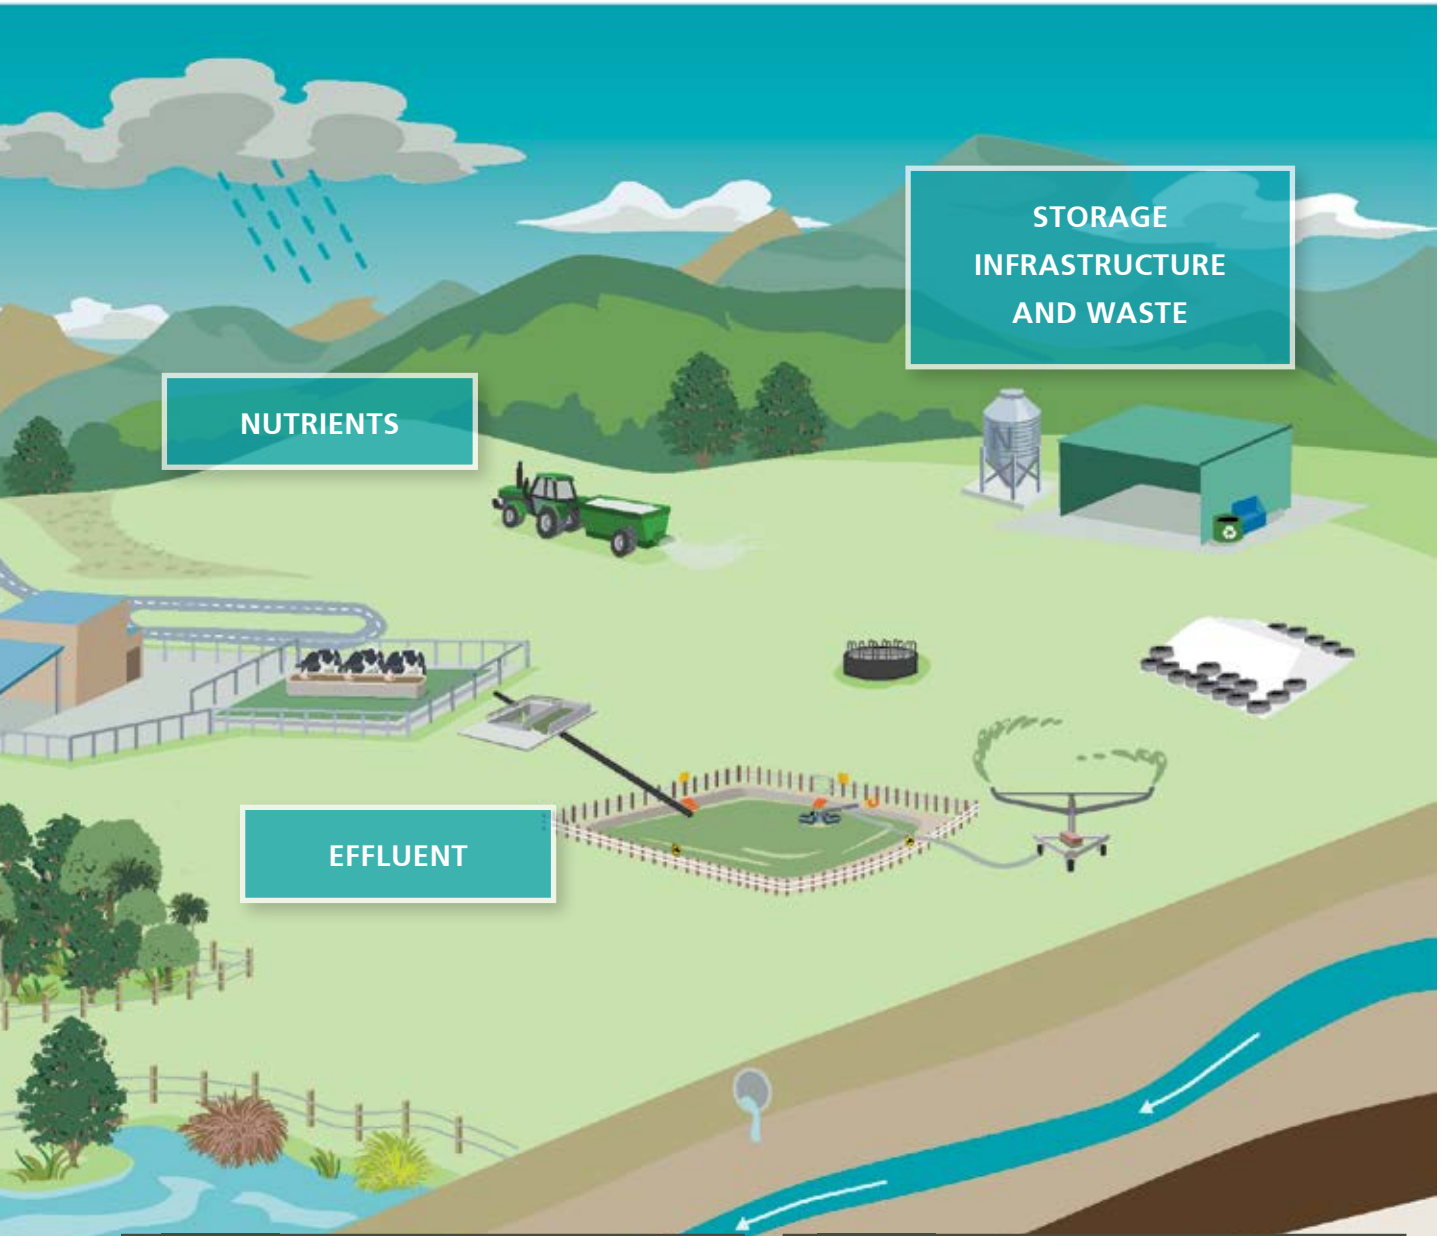 STORAGE
INFRASTRUCTURE
AND WASTE
NUTRIENTS
N
EFFLUENT